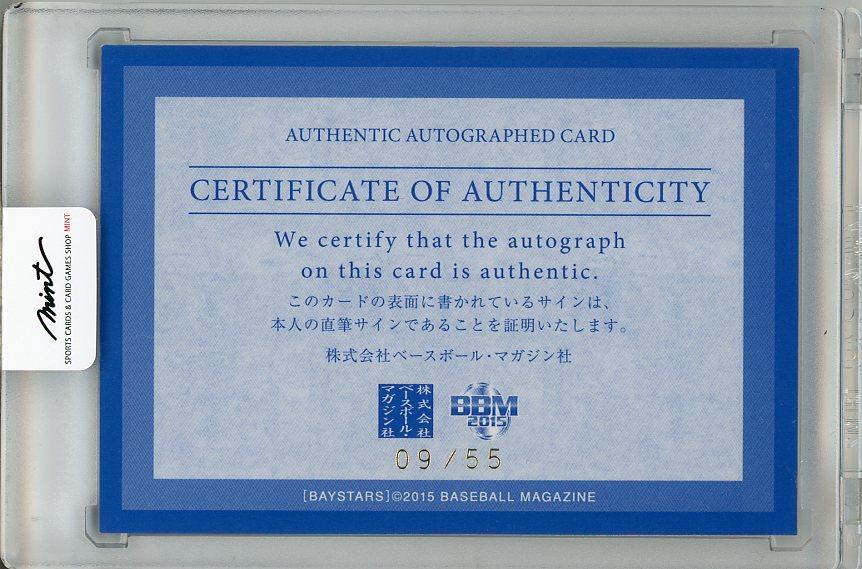 AUTHENTIC AUTOGRAPHED CARD
CERTIFICATE OF AUTHENTICITY
We certify that the autograph
on this card is authentic.
このカードの表面に書かれているサインは、
本人の直筆サインであることを証明いたします。
株式会社ベースボール・マガジン社
株式会社
ベースボール・
マガジン社
BBM
2015
09/55
[BAYSTARS]©2015 BASEBALL MAGAZINE
mint
SPORTS CARDS & CARD GAMES SHOP MINT